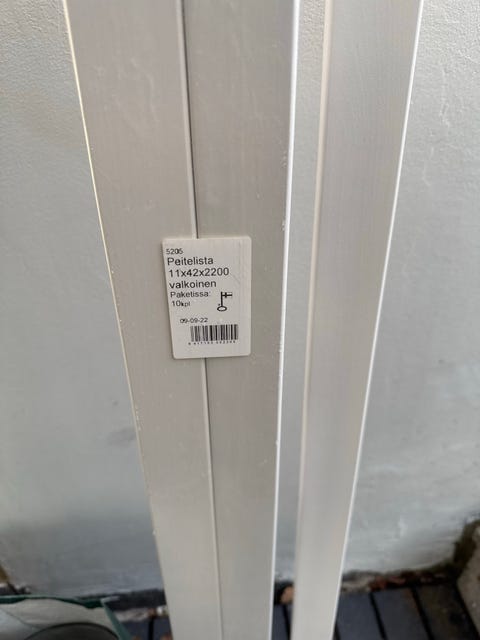 5206
Peitelista
11x42x2200
valkoinen
Paketissa:
10kpl
09-09-22